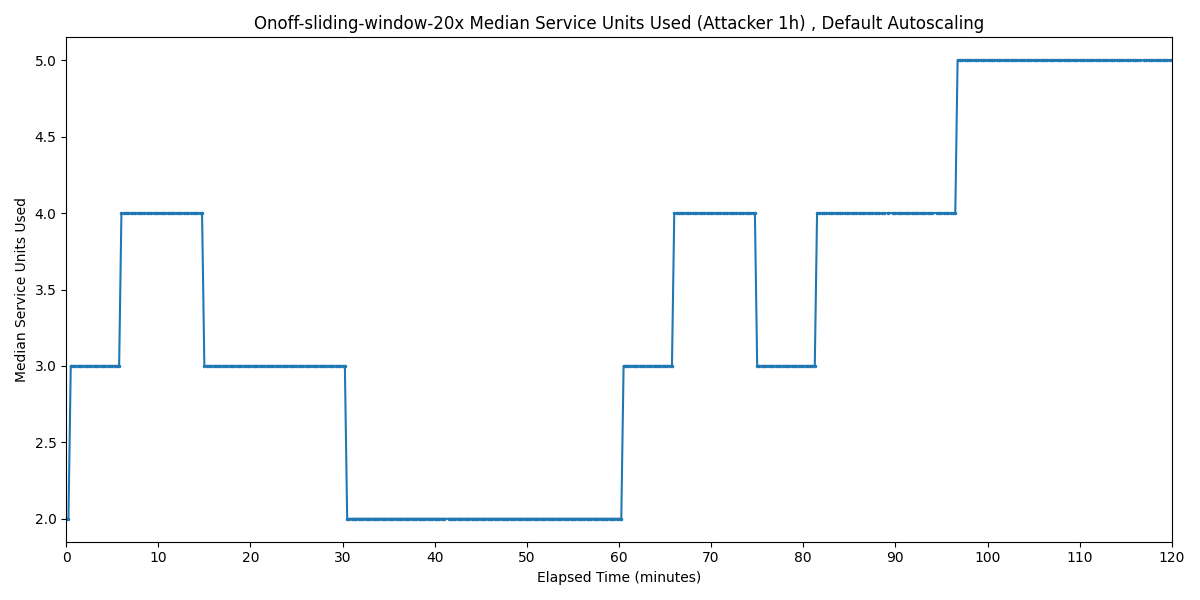 Onoff-sliding-window-20x Median Service Units Used (Attacker 1h) , Default Autoscaling
Median Service Units Used
5.0
4.5
4.0
3.5
3.0
2.5
2.0
0 10 20 30 40 50 60 70 80 90 100 110 120
Elapsed Time (minutes)